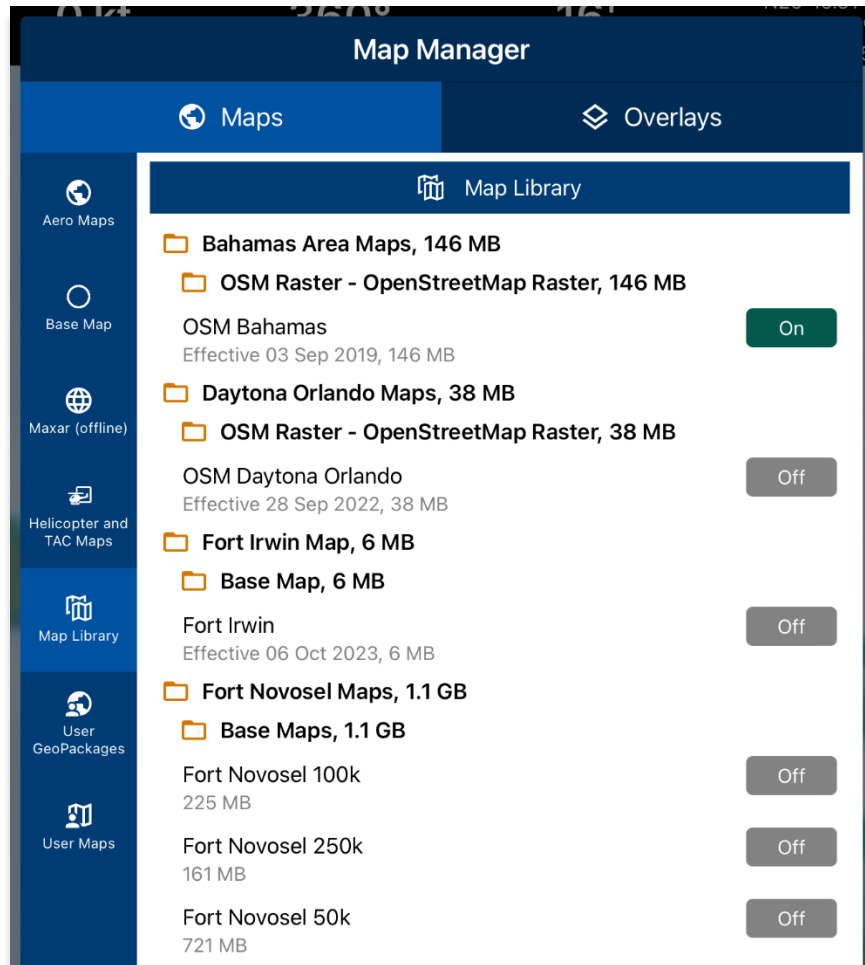 0 kt 360° 16'
Map Manager
Maps
Overlays
Aero Maps
Base Map
Maxar (offline)
Helicopter and
TAC Maps
Map Library
User
GeoPackages
User Maps
Map Library
Bahamas Area Maps, 146 MB
OSM Raster - OpenStreetMap Raster, 146 MB
OSM Bahamas
On
Effective 03 Sep 2019, 146 MB
Daytona Orlando Maps, 38 MB
OSM Raster - OpenStreetMap Raster, 38 MB
OSM Daytona Orlando
Off
Effective 28 Sep 2022, 38 MB
Fort Irwin Map, 6 MB
Base Map, 6 MB
Fort Irwin
Off
Effective 06 Oct 2023, 6 MB
Fort Novosel Maps, 1.1 GB
Base Maps, 1.1 GB
Fort Novosel 100k
Off
225 MB
Fort Novosel 250k
Off
161 MB
Fort Novosel 50k
Off
721 MB